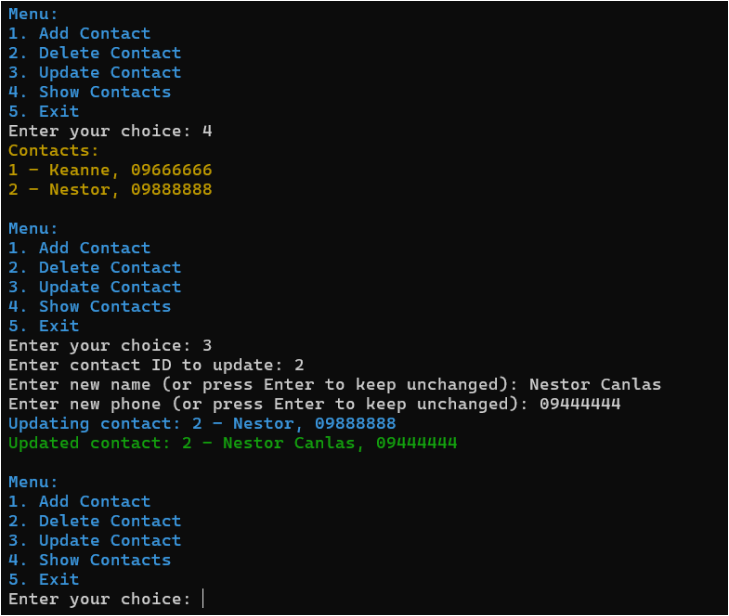 Menu:
1. Add Contact
2. Delete Contact
3. Update Contact
4. Show Contacts
5. Exit
Enter your choice: 4
Contacts:
1 - Keanne, 09666666
2 - Nestor, 09888888
Menu:
1. Add Contact
2. Delete Contact
3. Update Contact
4. Show Contacts
5. Exit
Enter your choice: 3
Enter contact ID to update: 2
Enter new name (or press Enter to keep unchanged): Nestor Canlas
Enter new phone (or press Enter to keep unchanged): 09444444
Updating contact: 2 - Nestor, 09888888
Updated contact: 2 - Nestor Canlas, 09444444
Menu:
1. Add Contact
2. Delete Contact
3. Update Contact
4. Show Contacts
5. Exit
Enter your choice: